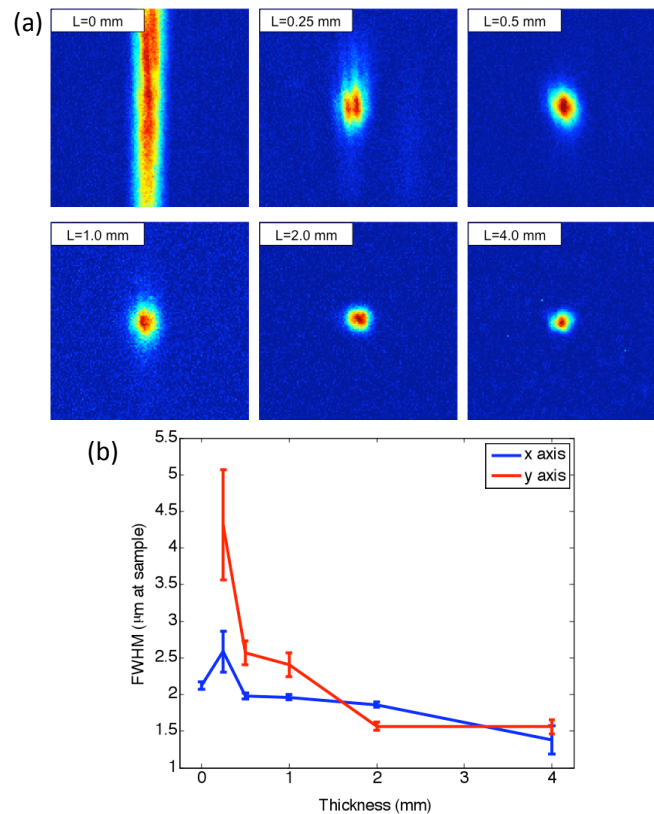 (a)
L=0 mm
L=0.25 mm
L=0.5 mm
L=1.0 mm
L=2.0 mm
L=4.0 mm
(b)
x axis
y axis
5.5
5
4.5
4
3.5
3
2.5
2
1.5
1
FWHM (μm at sample)
0 1 2 3 4
Thickness (mm)